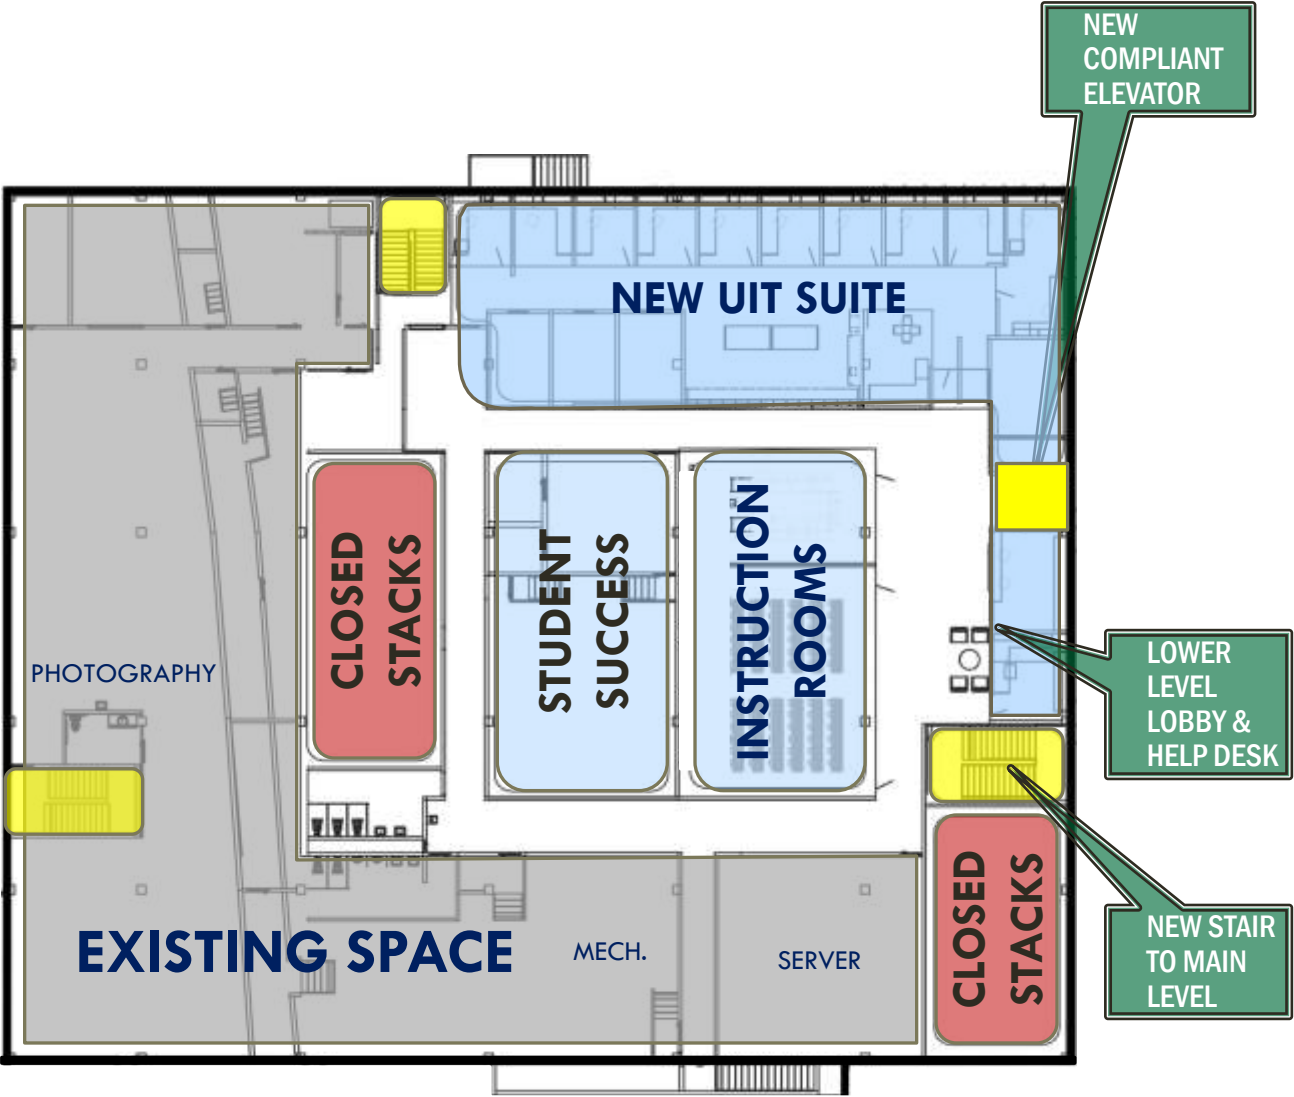 NEW
COMPLIANT
ELEVATOR
NEW UIT SUITE
CLOSED
STACKS
STUDENT
SUCCESS
INSTRUCTION
ROOMS
PHOTOGRAPHY
LOWER
LEVEL
LOBBY &
HELP DESK
EXISTING SPACE
MECH.
SERVER
CLOSED
STACKS
NEW STAIR
TO MAIN
LEVEL